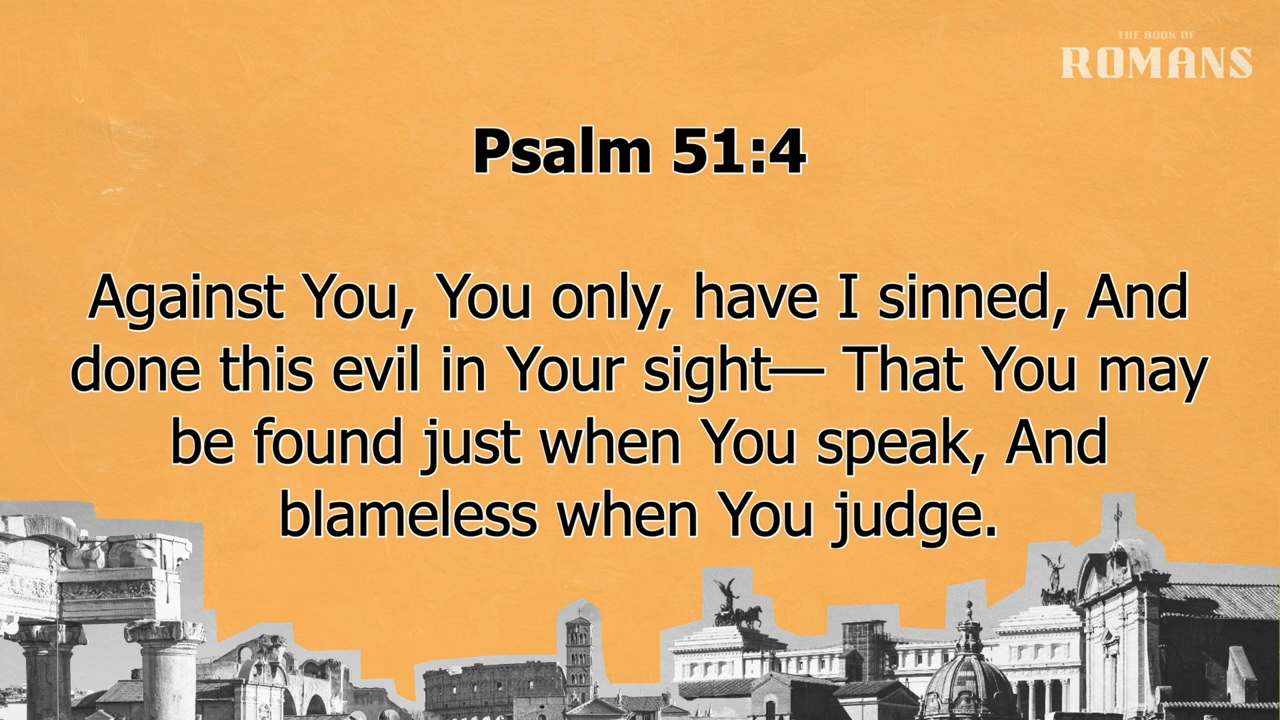 THE BOOK OF
ROMANS
Psalm 51:4
Against You, You only, have I sinned, And
done this evil in Your sight— That You may
be found just when You speak, And
blameless when You judge.